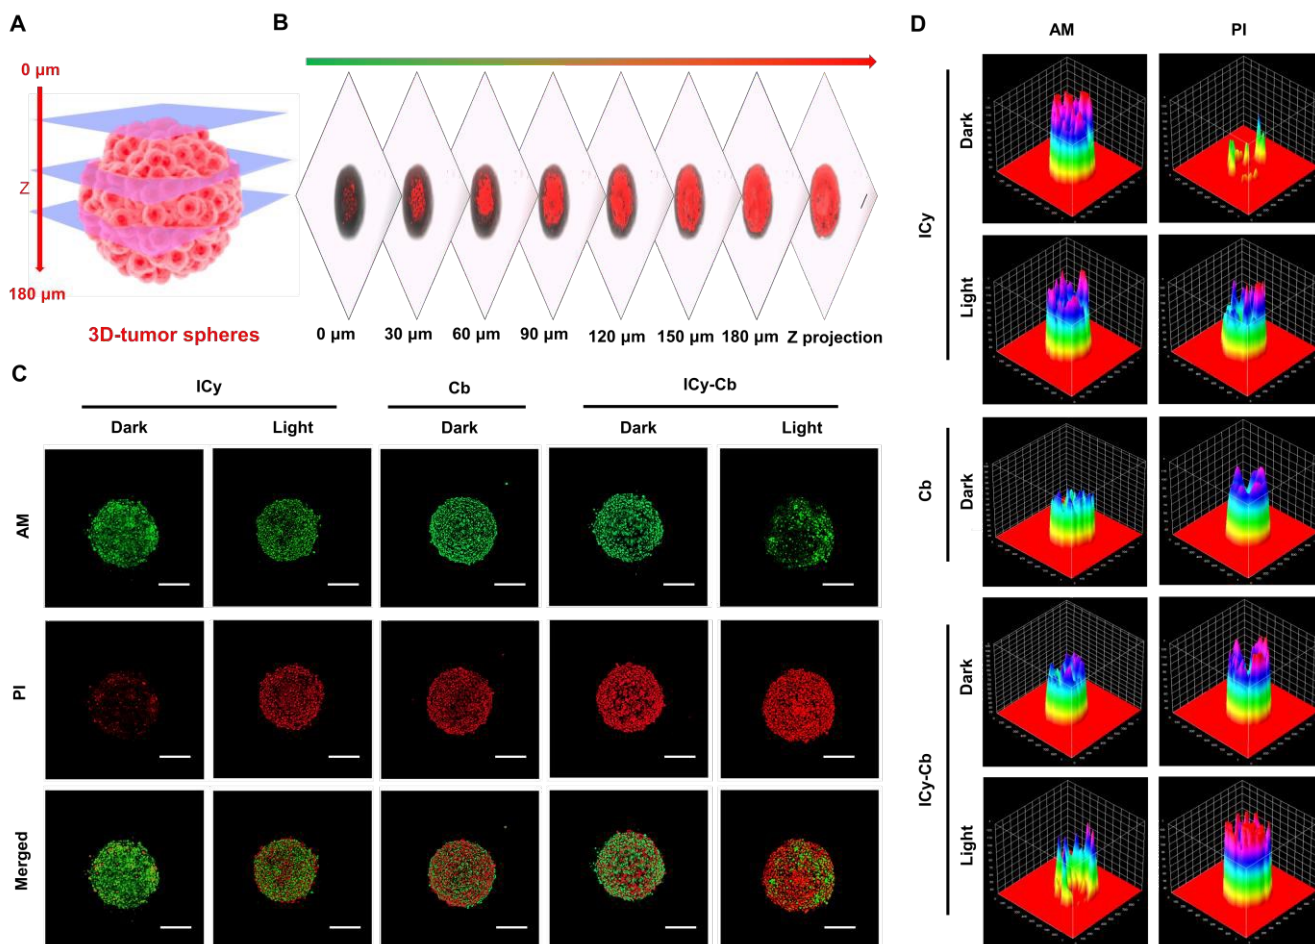 A
0 µm
Z
180 µm
3D-tumor spheres
B
0 µm 30 µm 60 µm 90 µm 120 µm 150 µm 180 µm Z projection
C
ICy Cb ICy-Cb
Dark Light Dark Dark Light
AM
PI
Merged
D
AM PI
ICy
Dark
Light
Cb
Dark
ICy-Cb
Dark
Light